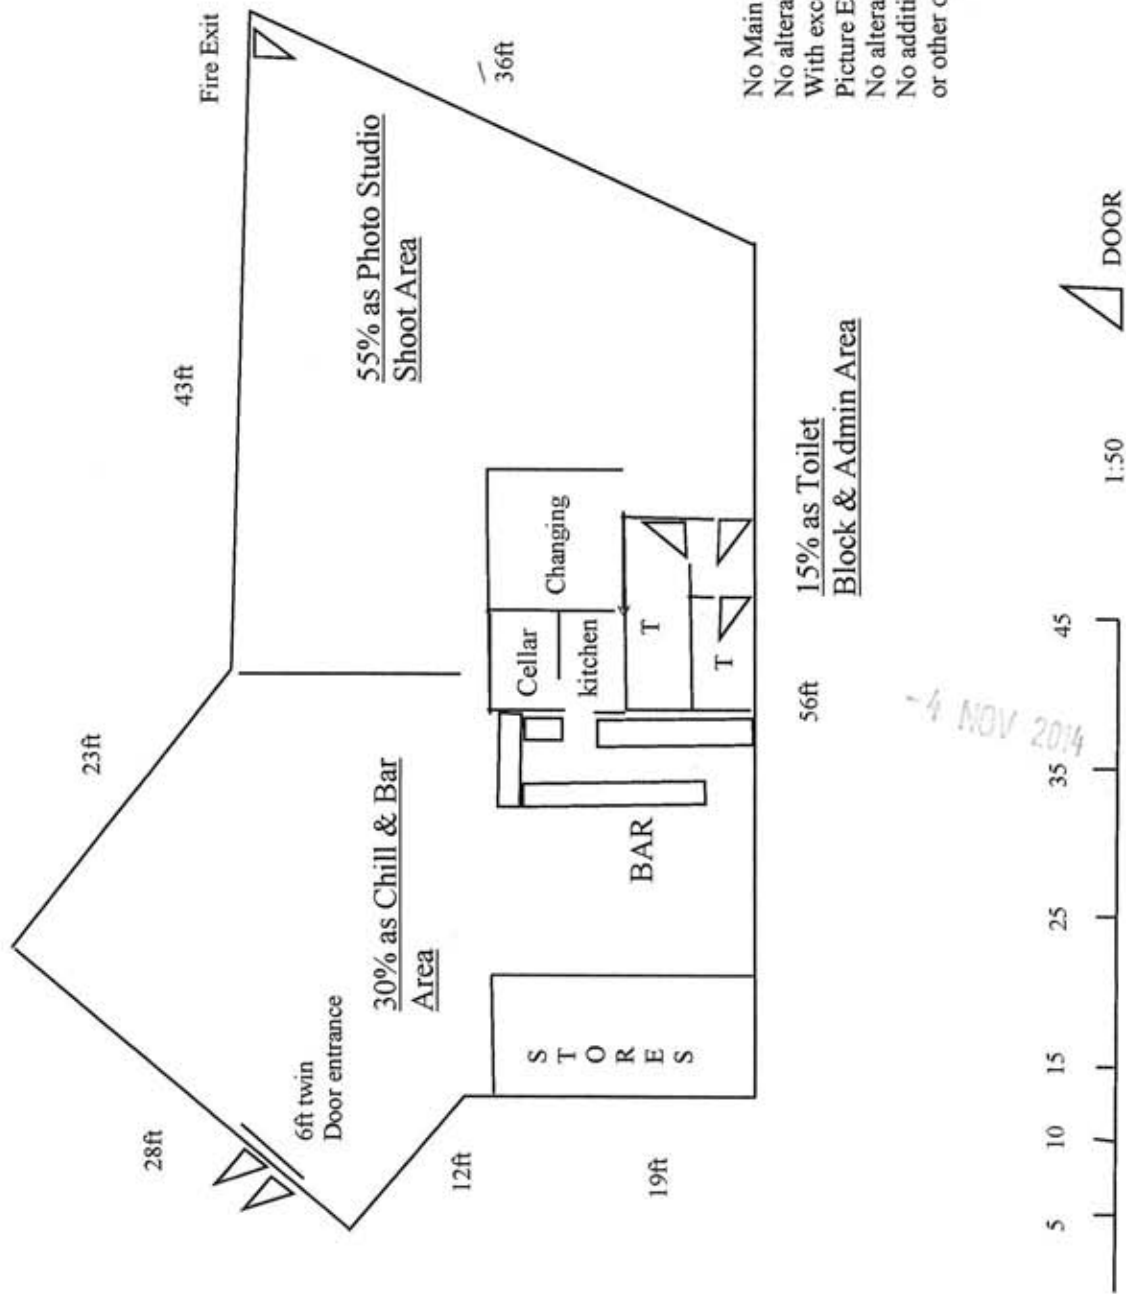 Fire Exit
36ft
43ft
55% as Photo Studio
Shoot Area
23ft
28ft
6ft twin
Door entrance
30% as Chill & Bar
Area
12ft
19ft
S
T
O
R
E
S
BAR
Cellar
kitchen
Changing
T
T
56ft
15% as Toilet
Block & Admin Area
No Main
No altera
With exc
Picture E
No altera
No additi
or other c
-4 NOV 2014
5
10
15
25
35
45
1:50
DOOR